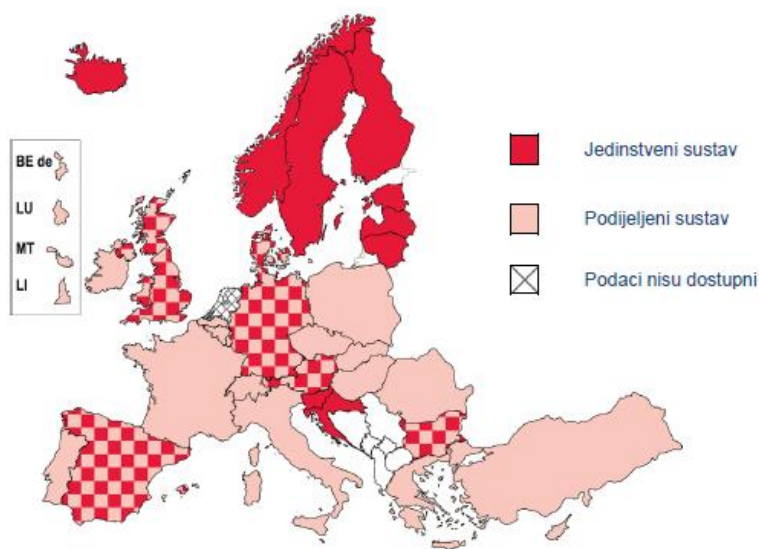 BE de
LU
MT
LI
Jedinstveni sustav
Podijeljeni sustav
Podaci nisu dostupni